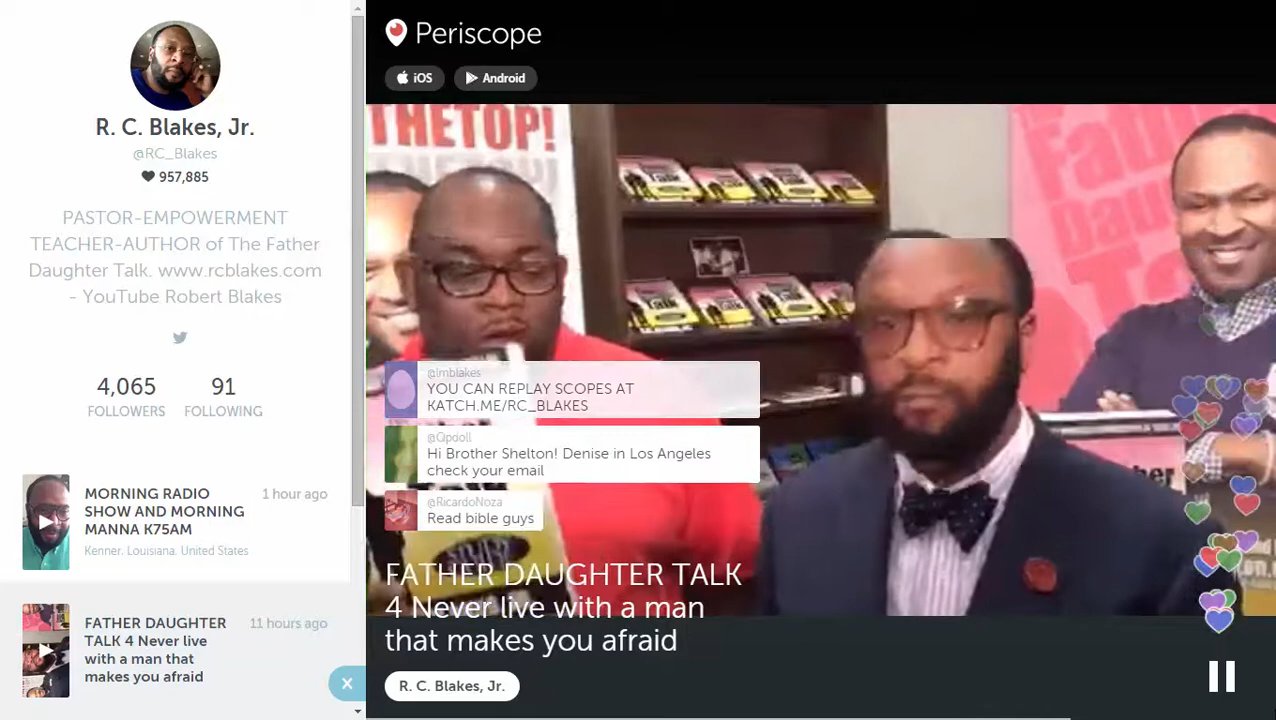 R. C. Blakes, Jr.
@RC_Blakes
957,885
PASTOR-EMPOWERMENT
TEACHER-AUTHOR of The Father
Daughter Talk. www.rcblakes.com
- YouTube Robert Blakes
4,065
91
FOLLOWERS
FOLLOWING
MORNING RADIO
SHOW AND MORNING
MANNA K75AM
1 hour ago
Kenner, Louisiana, United States
FATHER DAUGHTER
TALK 4 Never live
with a man that
makes you afraid
11 hours ago
Periscope
iOS
Android
THETOP!
@lmblakes
YOU CAN REPLAY SCOPES AT
KATCH.ME/RC_BLAKES
@Qpdoll
Hi Brother Shelton! Denise in Los Angeles
check your email
@RicardoNoza
Read bible guys
FATHER DAUGHTER TALK
4 Never live with a man
that makes you afraid
R. C. Blakes, Jr.